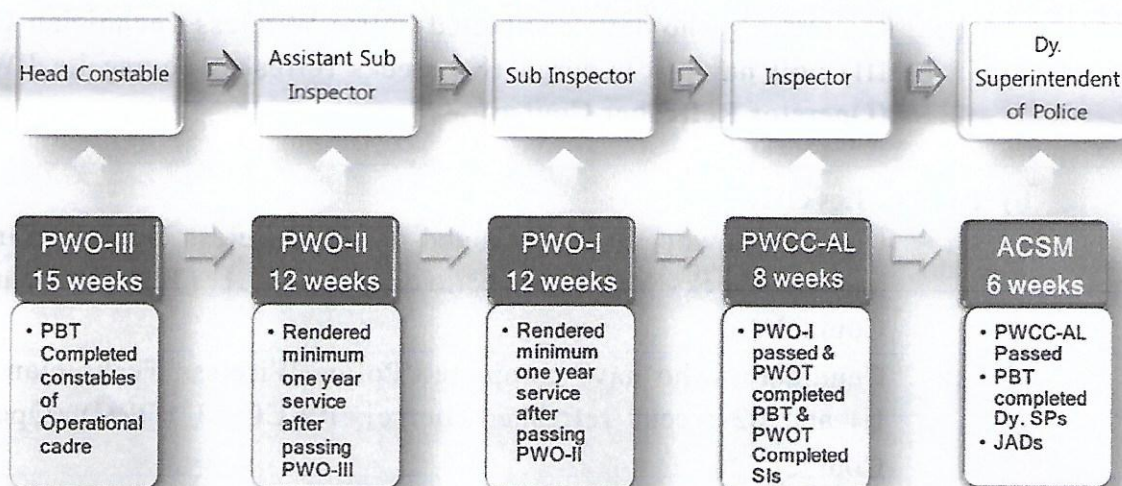 Head Constable
Assistant Sub
Inspector
Sub Inspector
Inspector
Dy.
Superintendent
of Police
PWO-III
15 weeks
PWO-II
12 weeks
PWO-I
12 weeks
PWCC-AL
8 weeks
ACSM
6 weeks
• PBT
Completed
constables
of
Operational
cadre
• Rendered
minimum
one year
service
after
passing
PWO-III
• Rendered
minimum
one year
service
after
passing
PWO-II
• PWO-I
passed &
PWOT
completed
PBT &
PWOT
Completed
SIs
• PWCC-AL
Passed
• PBT
completed
Dy. SPs
• JADs